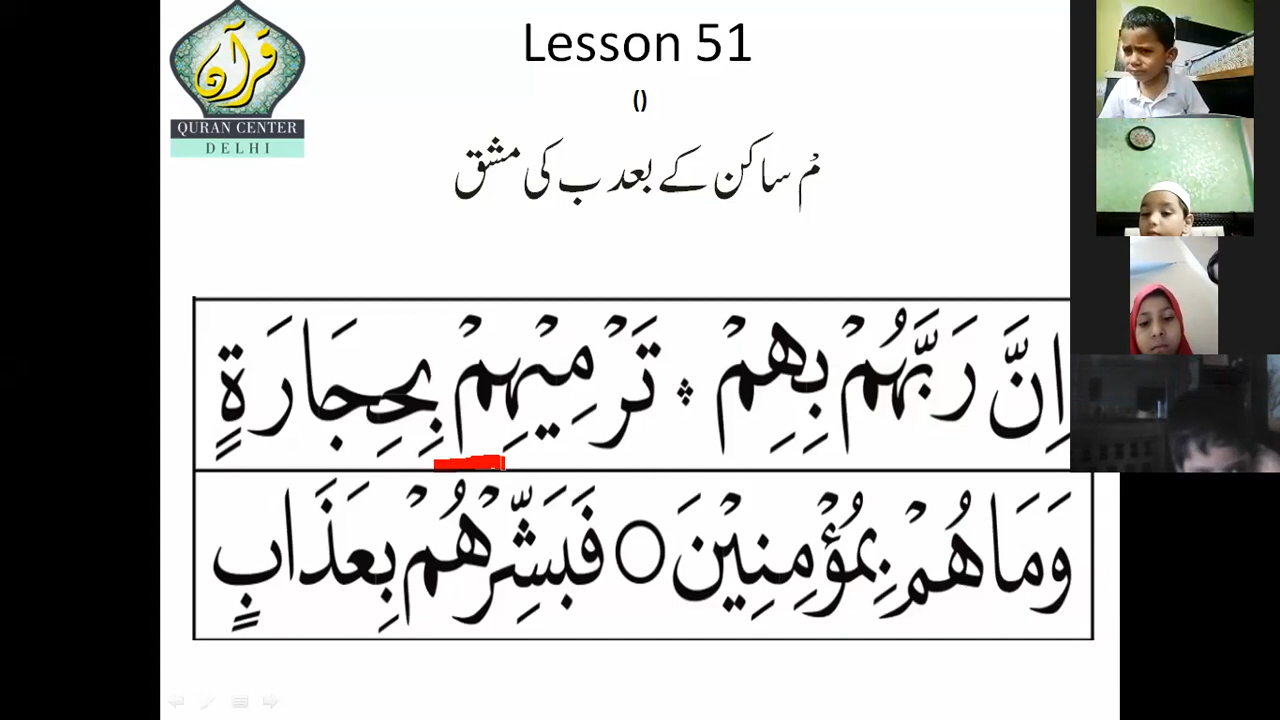 Lesson 51
()
قرآن
QURAN CENTER
DELHI
مْ ساکن کے بعد ب کی مشق
اِنَّ رَبَّهُمْ بِهِمْ ۛ تَرْمِيْهِمْ بِحِجَارَةٍ
وَمَا هُمْ بِمُؤْمِنِيْنَ ○ فَبَشِّرْهُمْ بِعَذَابٍ